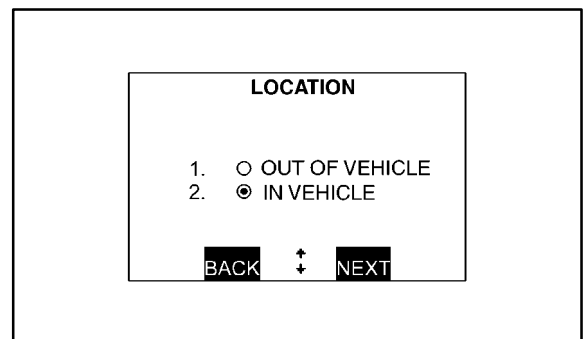 LOCATION
1. ○ OUT OF VEHICLE
2. ◉ IN VEHICLE
BACK NEXT